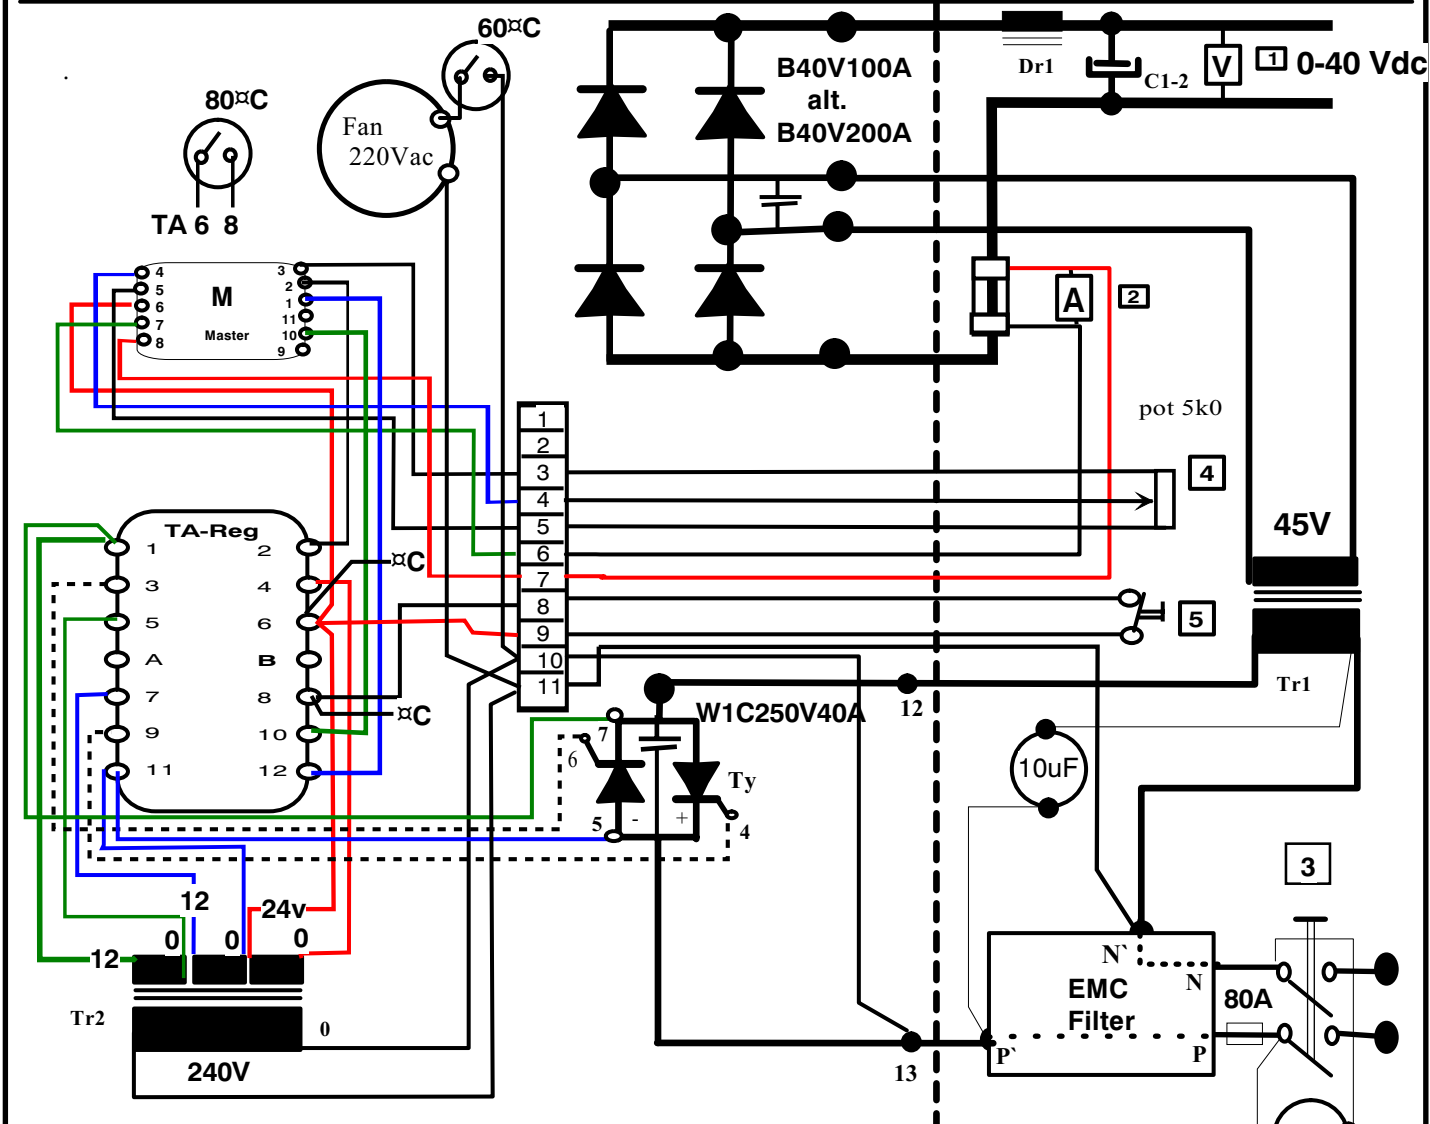 60¤C
80¤C
Fan
220Vac
TA 6 8
B40V100A
alt.
B40V200A
Dr1
C1-2
V
1
0-40 Vdc
A
2
4
5
6
7
8
M
Master
3
2
1
11
10
9
pot 5k0
4
45V
1
2
3
4
5
6
7
8
9
10
11
TA-Reg
1
2
3
4
5
6
A
B
7
8
9
10
11
12
¤C
¤C
5
Tr1
12
W1C250V40A
7
6
Ty
5
-
+
4
10uF
3
12
24v
0
0
0
12
Tr2
0
240V
N`
N
EMC
Filter
80A
P`
P
13